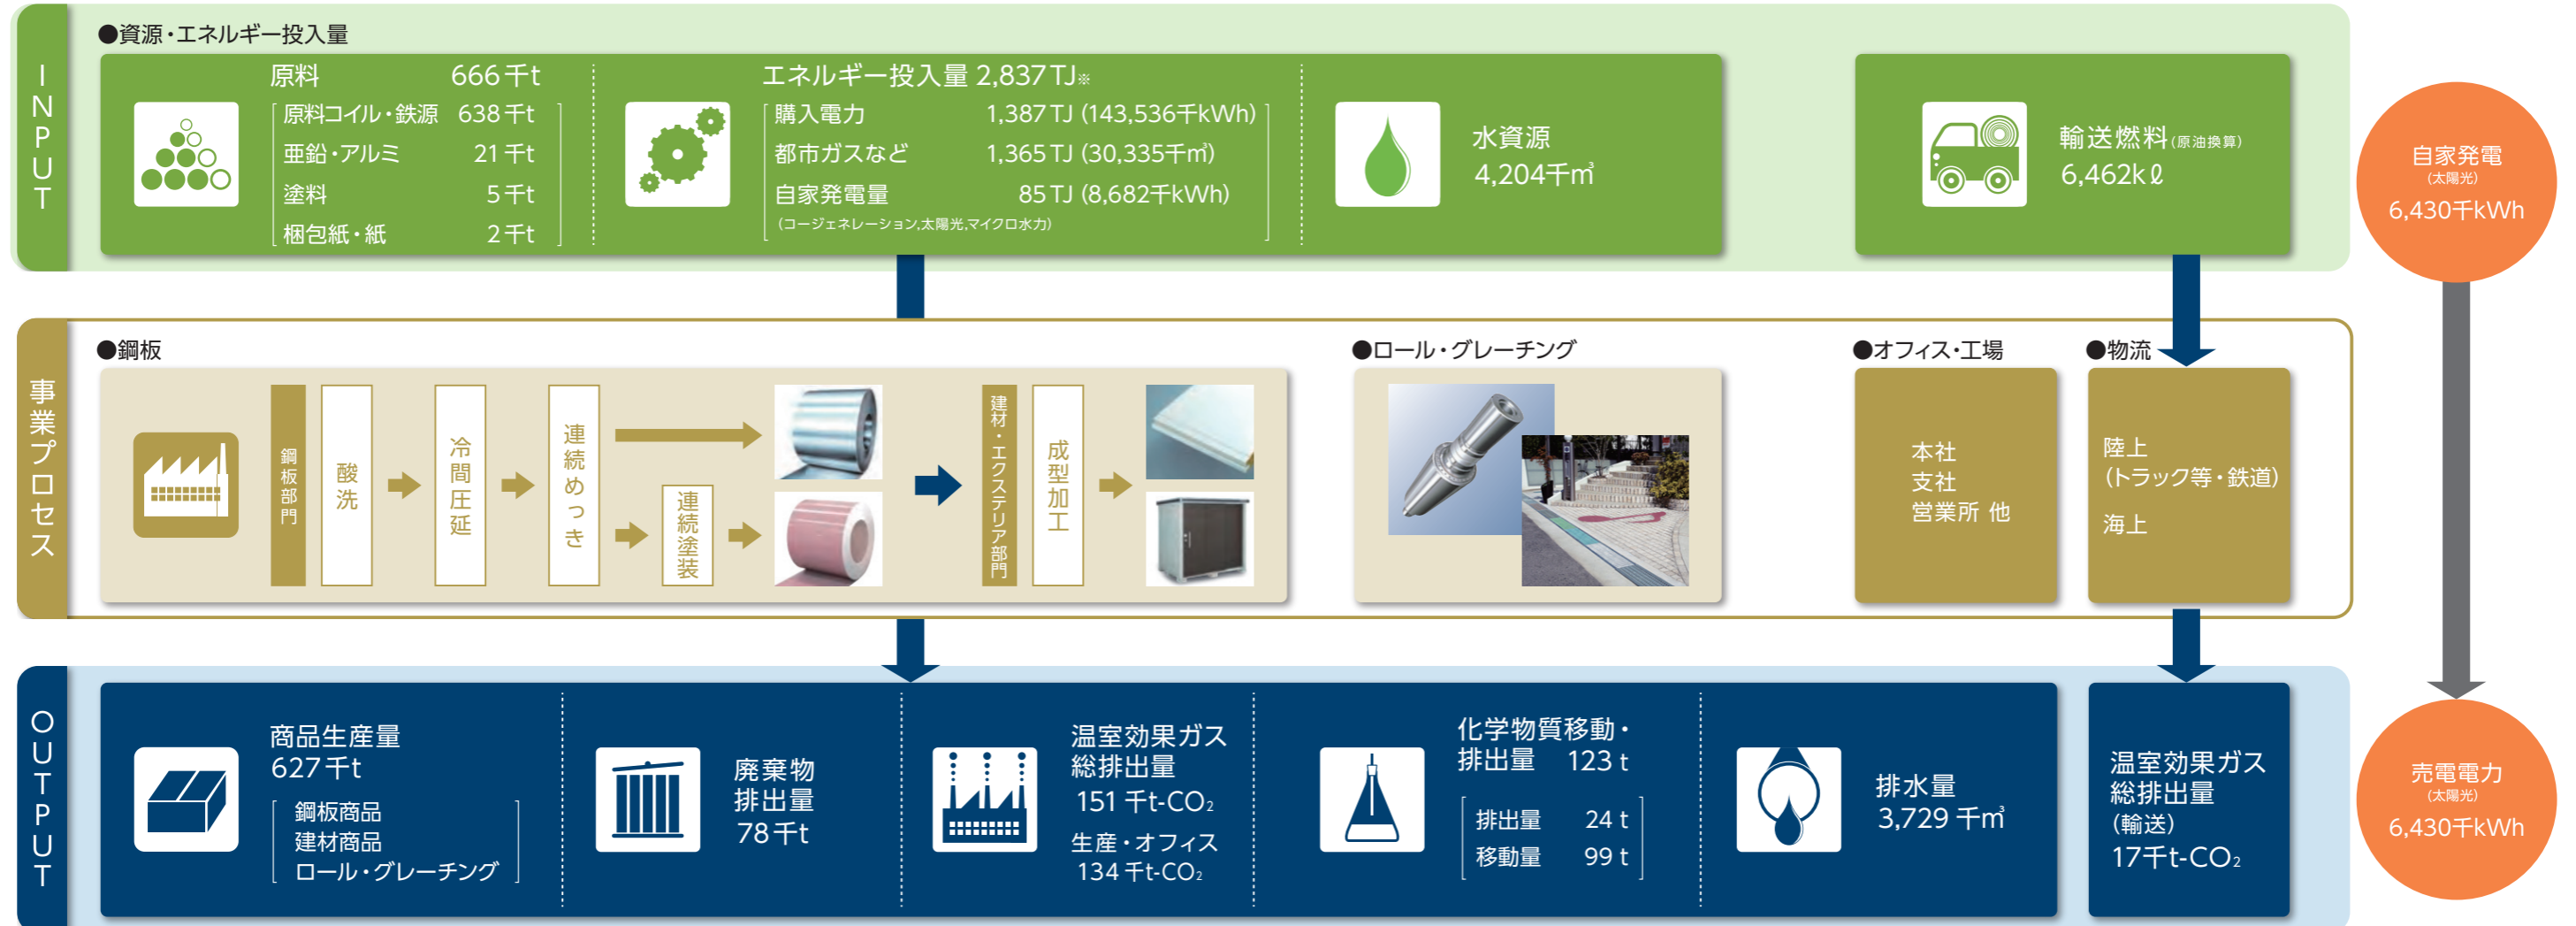 INPUT
●資源・エネルギー投入量
原料 666千t
原料コイル・鉄源 638千t
亜鉛・アルミ 21千t
塗料 5千t
梱包紙・紙 2千t
エネルギー投入量 2,837TJ※
購入電力 1,387TJ (143,536千kWh)
都市ガスなど 1,365TJ (30,335千㎥)
自家発電量 85TJ (8,682千kWh)
(コージェネレーション,太陽光,マイクロ水力)
水資源
4,204千㎥
輸送燃料(原油換算)
6,462kℓ
自家発電
(太陽光)
6,430千kWh
事業プロセス
●鋼板
鋼板部門
酸洗
冷間圧延
連続めっき
連続塗装
建材・エクステリア部門
成型加工
●ロール・グレーチング
●オフィス・工場
本社
支社
営業所 他
●物流
陸上
(トラック等・鉄道)
海上
OUTPUT
商品生産量
627千t
鋼板商品
建材商品
ロール・グレーチング
廃棄物
排出量
78千t
温室効果ガス
総排出量
151千t-CO₂
生産・オフィス
134千t-CO₂
化学物質移動・
排出量 123 t
排出量 24 t
移動量 99 t
排水量
3,729千㎥
温室効果ガス
総排出量
(輸送)
17千t-CO₂
売電電力
(太陽光)
6,430千kWh